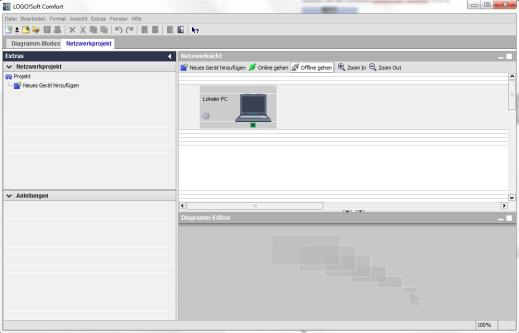 LOGO!Soft Comfort
Datei Bearbeiten Format Ansicht Extras Fenster Hilfe
Diagramm-Modus Netzwerkprojekt
Extras
Netzwerkprojekt
Projekt
Neues Gerät hinzufügen
Anleitungen
Netzwerksicht
Neues Gerät hinzufügen Online gehen Offline gehen Zoom In Zoom Out
Lokaler PC
Diagramm-Editor
100%